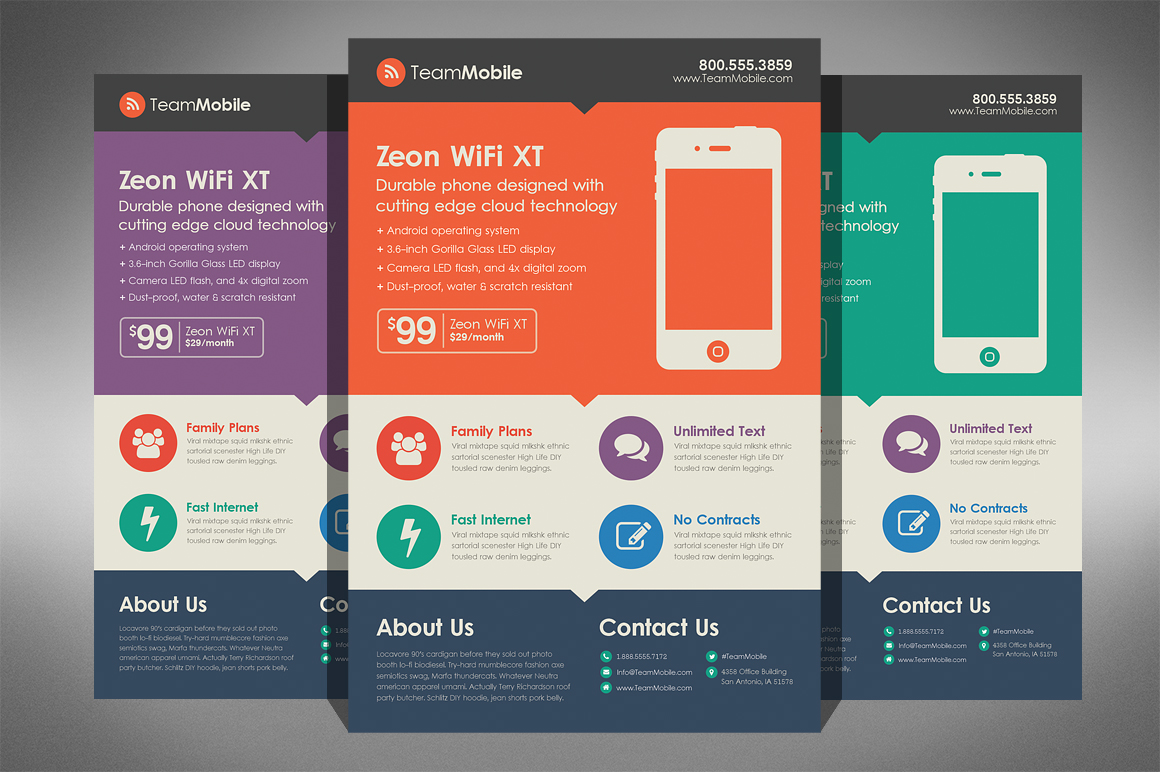 TeamMobile
Zeon WiFi XT
Durable phone designed with
cutting edge cloud technology
+ Android operating system
+ 3.6-inch Gorilla Glass LED display
+ Camera LED flash, and 4x digital zoom
+ Dust-proof, water & scratch resistant
$99 Zeon WiFi XT
$29/month
Family Plans
Viral mixtape squid mlkshk ethnic
sartorial scenester High Life DIY
tousled raw denim leggings.
Fast Internet
Viral mixtape squid mlkshk ethnic
sartorial scenester High Life DIY
tousled raw denim leggings.
About Us
Locavore 90's cardigan before they sold out photo
booth lo-fi biodiesel. Try-hard mumblecore fashion axe
semiotics swag, Marfa thundercats. Whatever Neutra
american apparel umami. Actually Terry Richardson roof
party butcher. Schlitz DIY hoodie, jean shorts pork belly.
Co
TeamMobile
800.555.3859
www.TeamMobile.com
Zeon WiFi XT
Durable phone designed with
cutting edge cloud technology
+ Android operating system
+ 3.6-inch Gorilla Glass LED display
+ Camera LED flash, and 4x digital zoom
+ Dust-proof, water & scratch resistant
$99 Zeon WiFi XT
$29/month
Family Plans
Viral mixtape squid mlkshk ethnic
sartorial scenester High Life DIY
tousled raw denim leggings.
Unlimited Text
Viral mixtape squid mlkshk ethnic
sartorial scenester High Life DIY
tousled raw denim leggings.
Fast Internet
Viral mixtape squid mlkshk ethnic
sartorial scenester High Life DIY
tousled raw denim leggings.
No Contracts
Viral mixtape squid mlkshk ethnic
sartorial scenester High Life DIY
tousled raw denim leggings.
About Us
Locavore 90's cardigan before they sold out photo
booth lo-fi biodiesel. Try-hard mumblecore fashion axe
semiotics swag, Marfa thundercats. Whatever Neutra
american apparel umami. Actually Terry Richardson roof
party butcher. Schlitz DIY hoodie, jean shorts pork belly.
Contact Us
1.888.5555.7172
Info@TeamMobile.com
www.TeamMobile.com
#TeamMobile
4358 Office Building
San Antonio, IA 51578
800.555.3859
www.TeamMobile.com
T
gned with
technology
splay
igital zoom
resistant
Unlimited Text
Viral mixtape squid mlkshk ethnic
sartorial scenester High Life DIY
tousled raw denim leggings.
No Contracts
Viral mixtape squid mlkshk ethnic
sartorial scenester High Life DIY
tousled raw denim leggings.
photo
fashion axe
Neutra
roof
belly.
Contact Us
1.888.5555.7172
Info@TeamMobile.com
www.TeamMobile.com
#TeamMobile
4358 Office Building
San Antonio, IA 51578